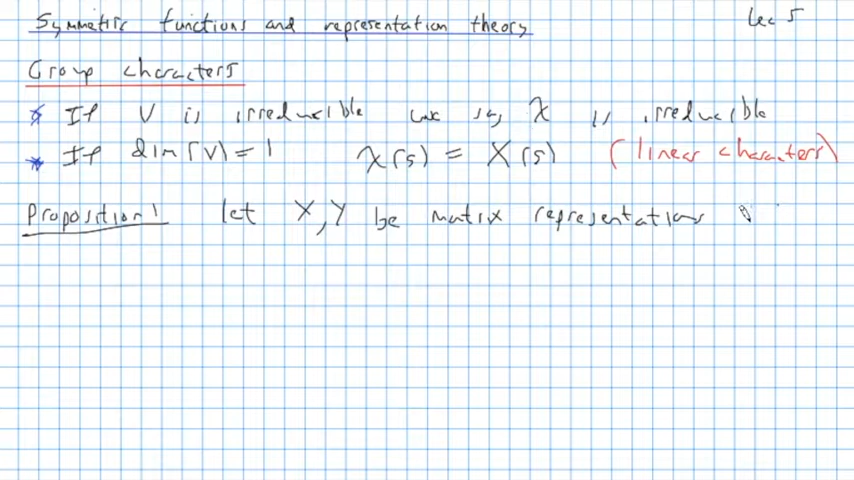 Symmetric functions and representation theory
Lec 5
Group characters
* If V is irreducible we say χ is irreducible
* If dim(V) = 1 χ(s) = X(s) (linear characters)
Proposition! let X, Y be matrix representations